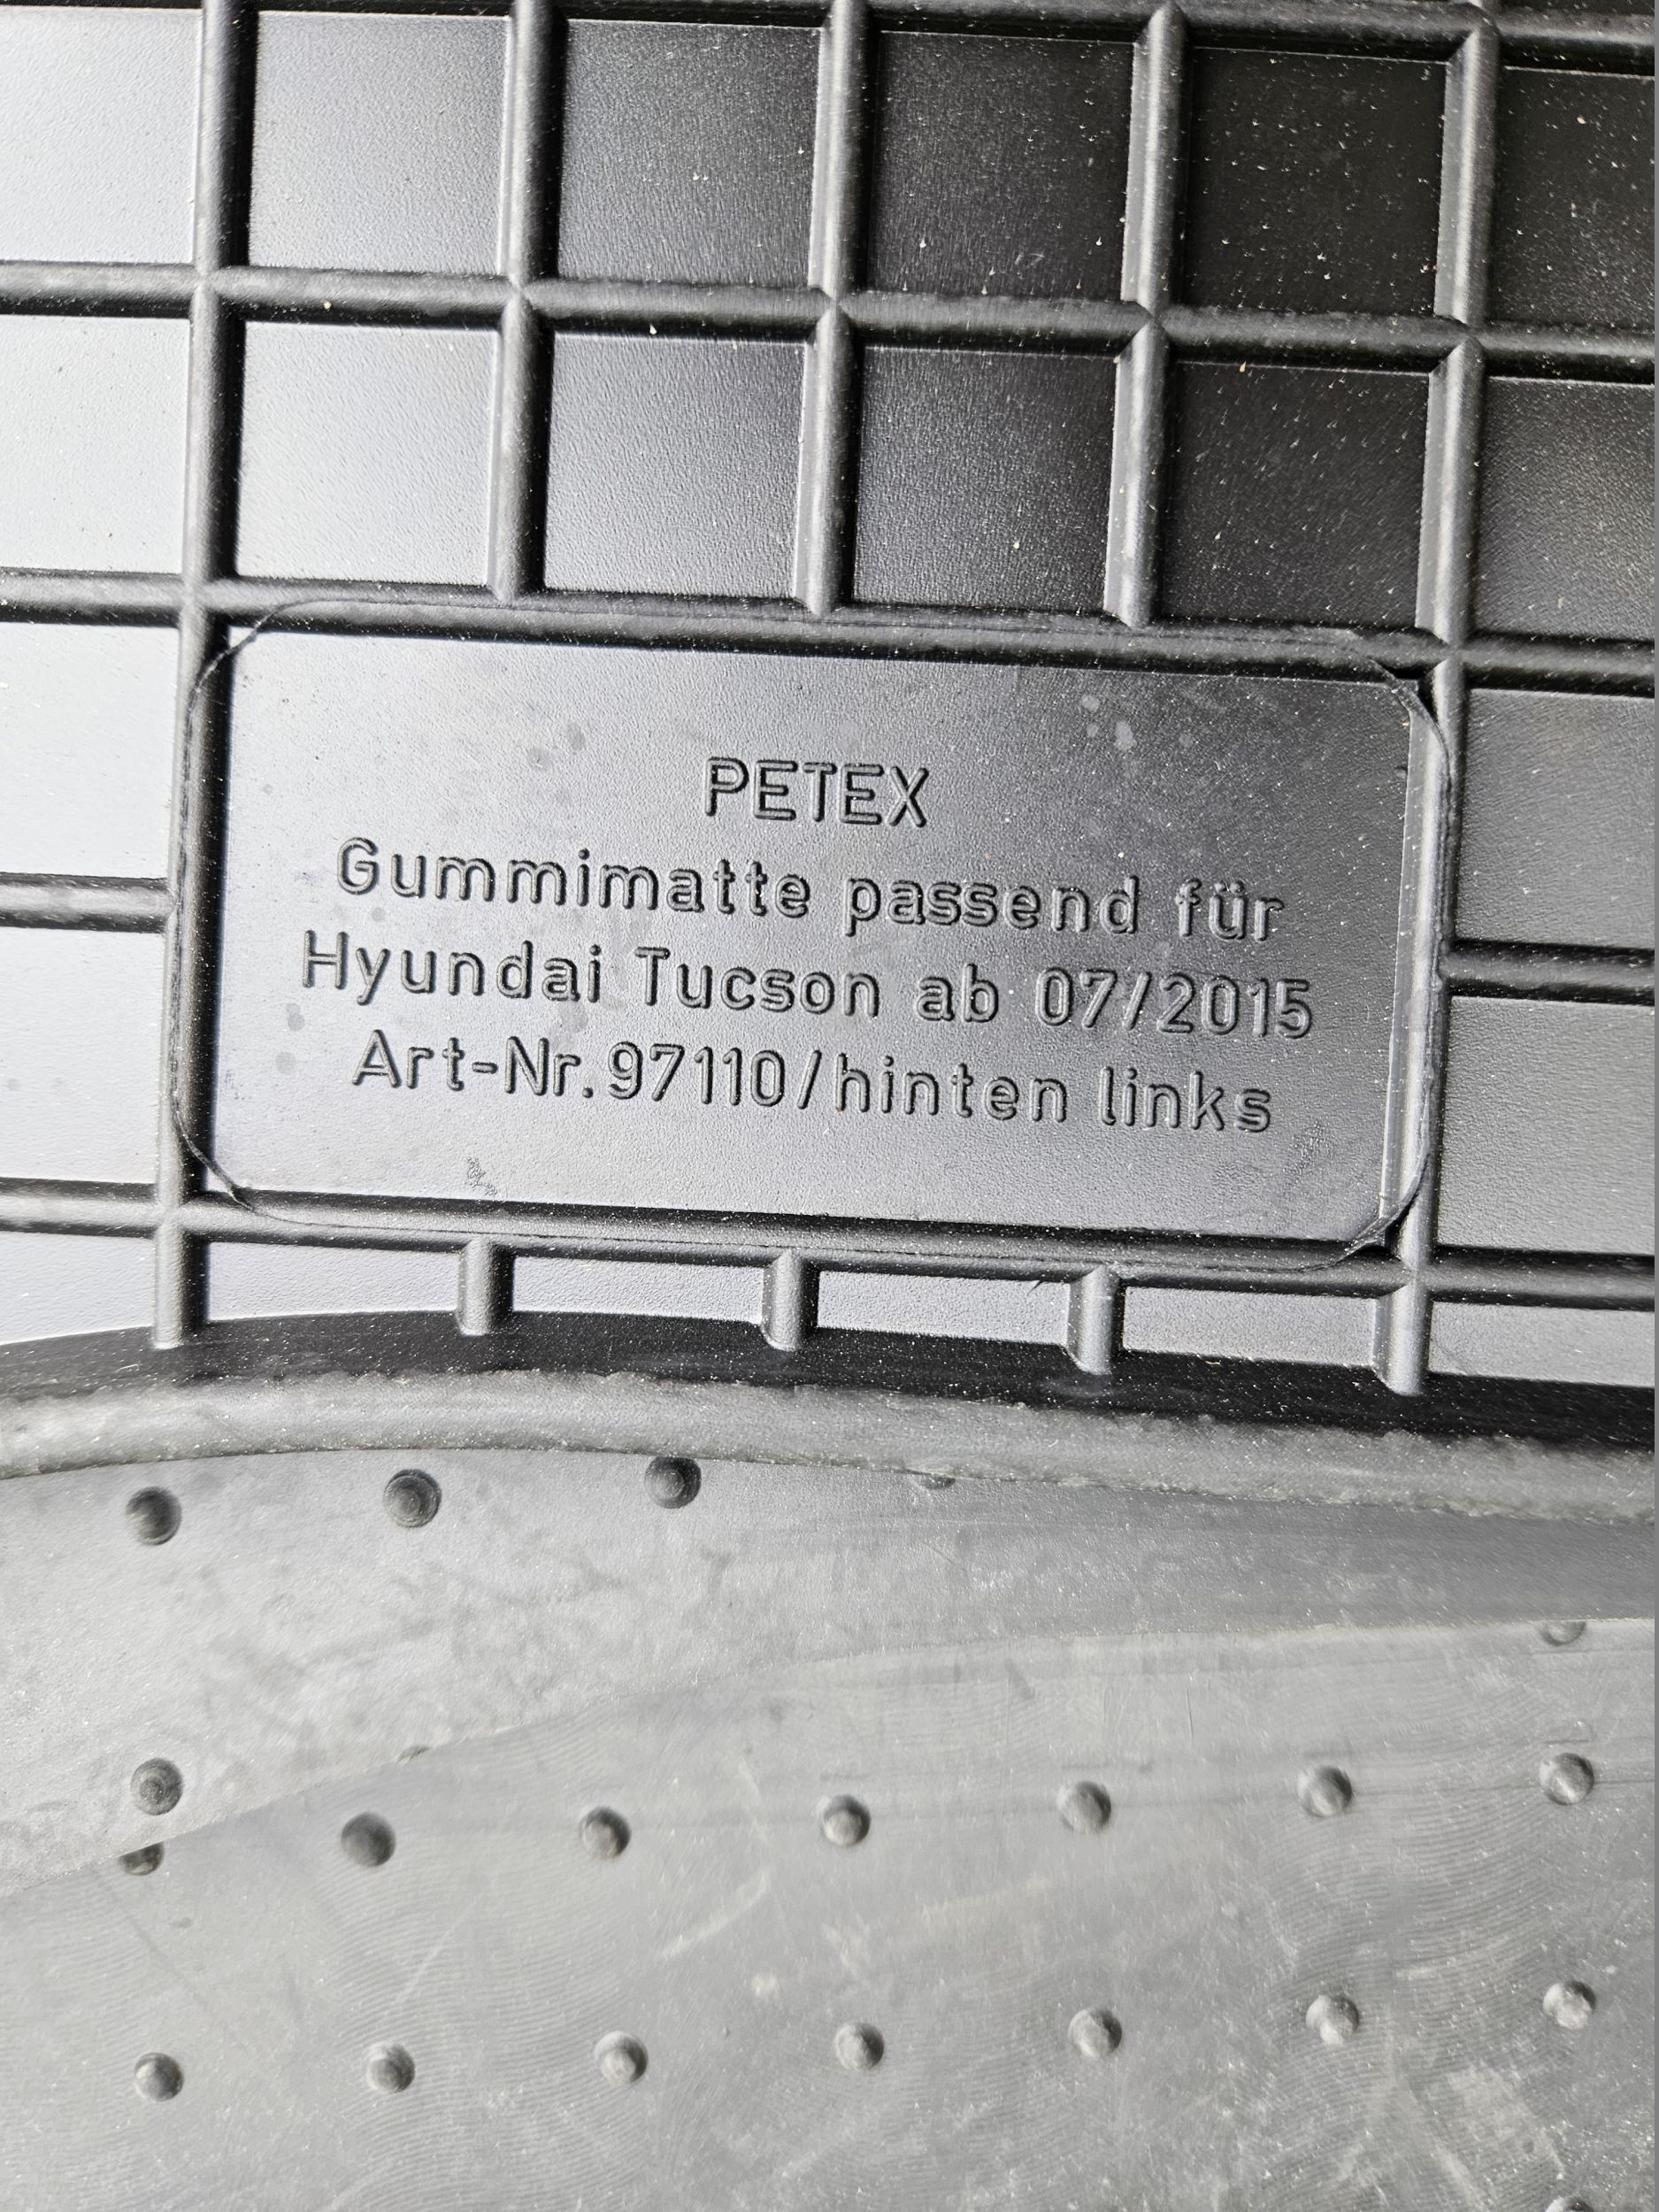 PETEX
Gummimatte passend für
Hyundai Tucson ab 07/2015
Art-Nr.97110/hinten links